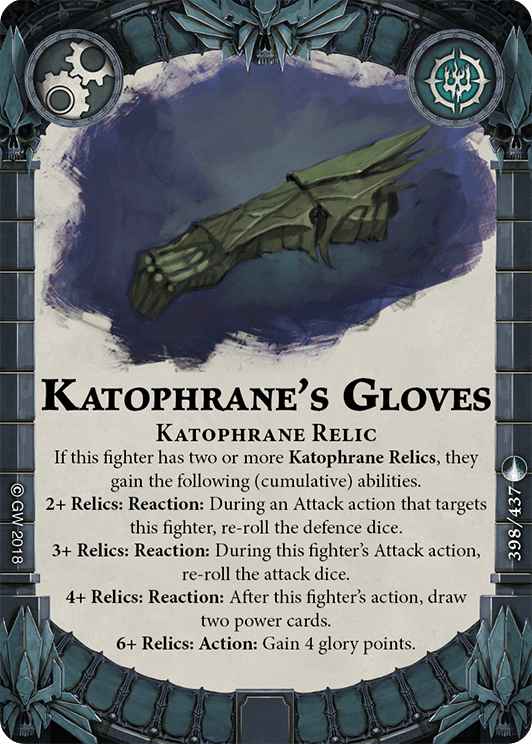 KATOPHRANE'S GLOVES
KATOPHRANE RELIC
If this fighter has two or more Katophrane Relics, they
gain the following (cumulative) abilities.
2+ Relics: Reaction: During an Attack action that targets
this fighter, re-roll the defence dice.
3+ Relics: Reaction: During this fighter's Attack action,
re-roll the attack dice.
4+ Relics: Reaction: After this fighter's action, draw
two power cards.
6+ Relics: Action: Gain 4 glory points.
© GW 2018
398/437